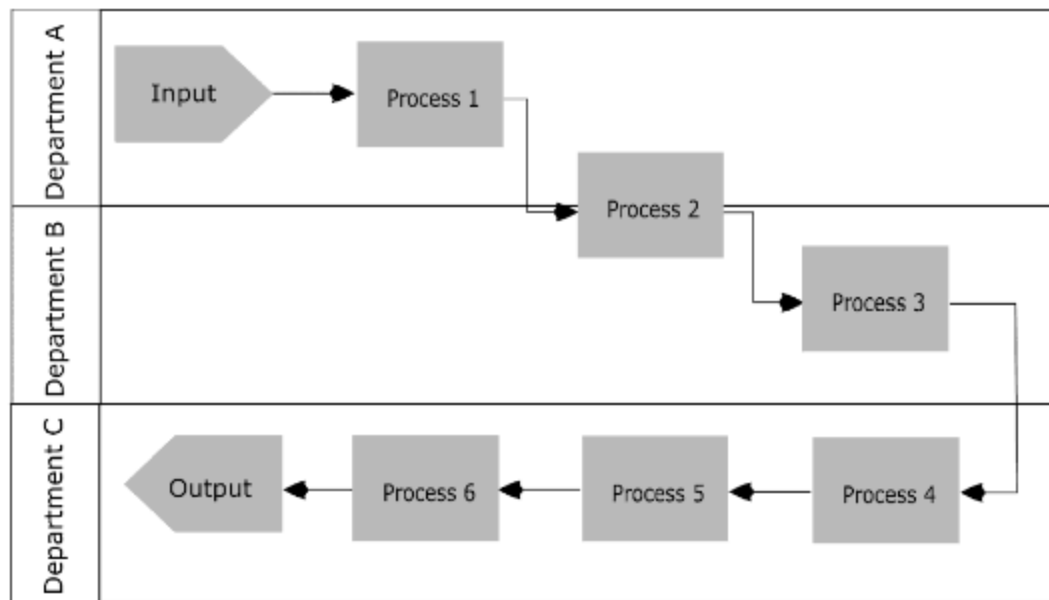 Department A
Input
Process 1
Process 2
Department B
Process 3
Department C
Output
Process 6
Process 5
Process 4